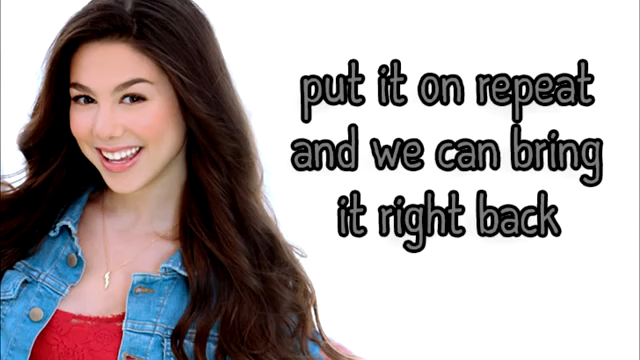 put it on repeat
and we can bring
it right back